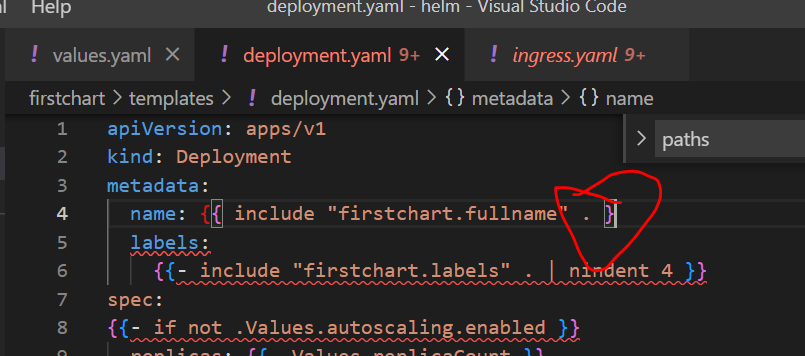 l Help deployment.yaml - helm - Visual Studio Code
! values.yaml × ! deployment.yaml 9+ × ! ingress.yaml 9+
firstchart > templates > ! deployment.yaml > {} metadata > {} name
> paths
1 apiVersion: apps/v1
2 kind: Deployment
3 metadata:
4 name: {{ include "firstchart.fullname" . }
5 labels:
6 {{- include "firstchart.labels" . | nindent 4 }}
7 spec:
8 {{- if not .Values.autoscaling.enabled }}
9 replicas: {{ .Values.replicaCount }}